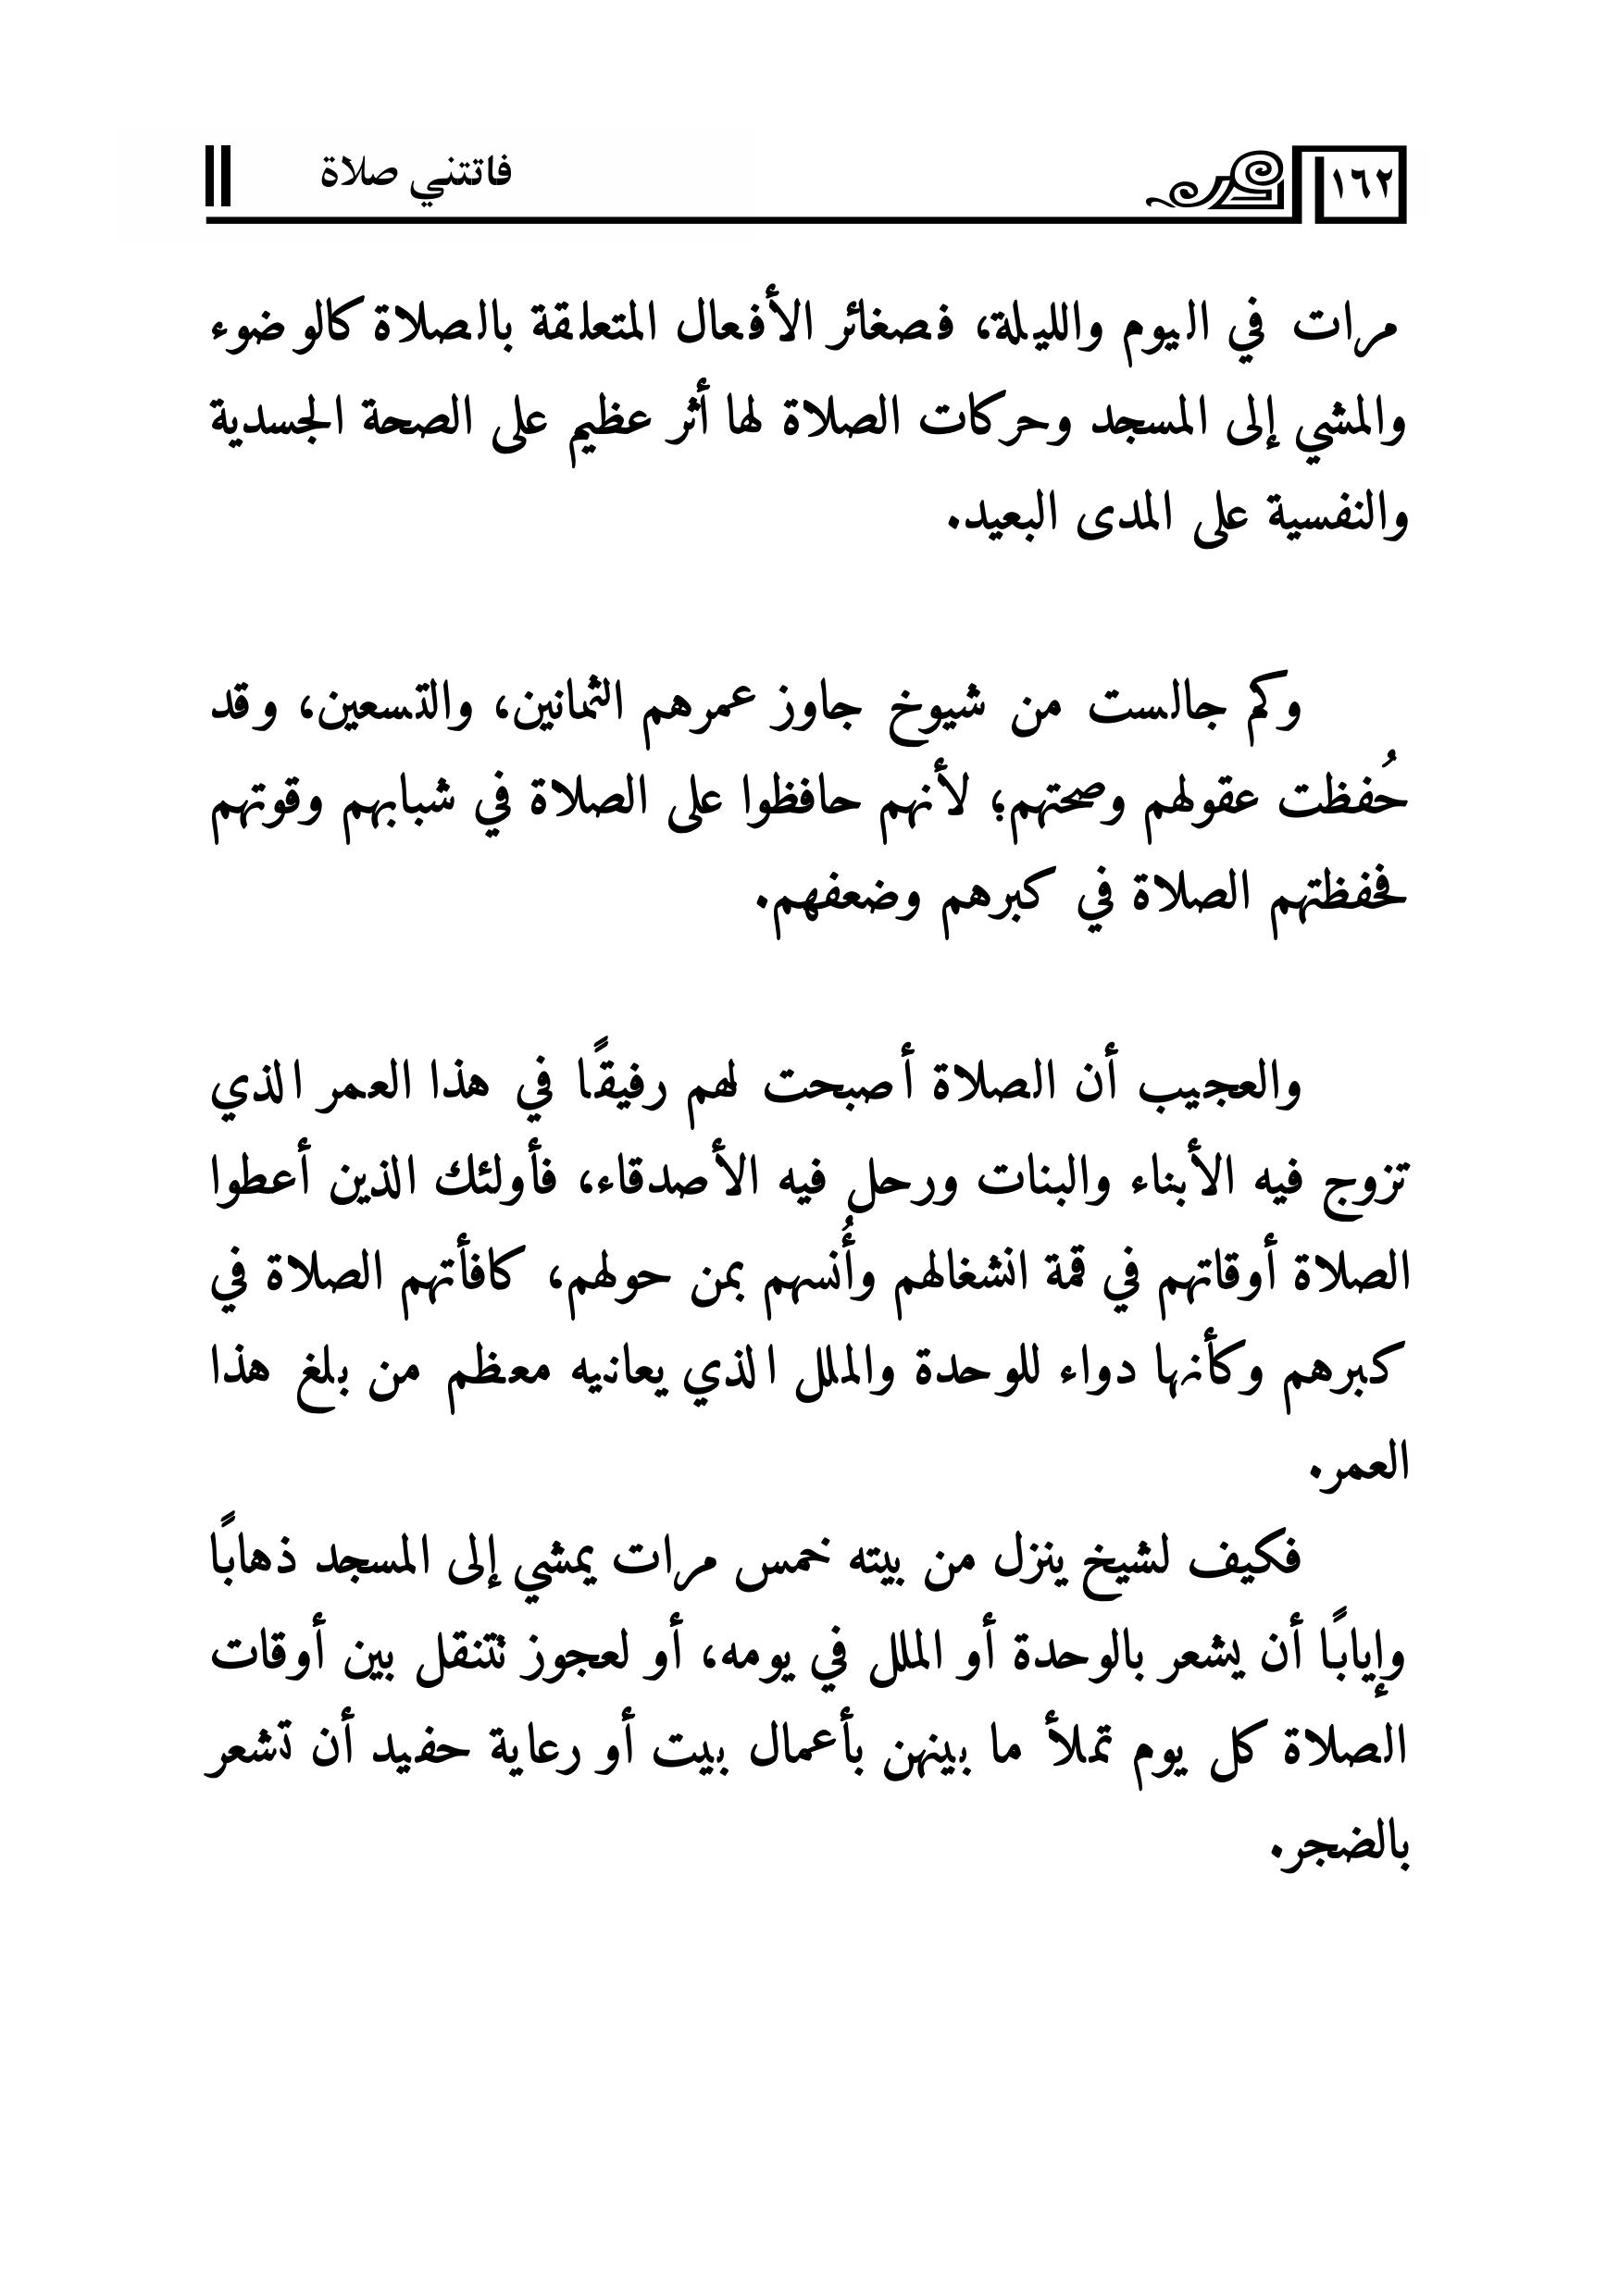 ١٦٢
فاتتني صلاة
مرات في اليوم والليلة، فصغائر الأفعال المتعلقة بالصلاة كالوضوء
والمشي إلى المسجد وحركات الصلاة لها أثر عظيم على الصحة الجسدية
والنفسية على المدى البعيد.
وكم جالست من شيوخ جاوز عمرهم الثمانين، والتسعين، وقد
حُفظت عقولهم وصحتهم؛ لأنهم حافظوا على الصلاة في شبابهم وقوتهم
فحفظتهم الصلاة في كبرهم وضعفهم.
والعجيب أن الصلاة أصبحت لهم رفيقًا في هذا العمر الذي
تزوج فيه الأبناء والبنات ورحل فيه الأصدقاء، فأولئك الذين أعطوا
الصلاة أوقاتهم في قمة انشغالهم وأُنسهم بمن حولهم، كافأتهم الصلاة في
كبرهم وكأنها دواء للوحدة والملل الذي يعانيه معظم من بلغ هذا
العمر.
فكيف لشيخ ينزل من بيته خمس مرات يمشي إلى المسجد ذهابًا
وإيابًا أن يشعر بالوحدة أو الملل في يومه، أو لعجوز تتنقل بين أوقات
الصلاة كل يوم تملأ ما بينهن بأعمال بيت أو رعاية حفيد أن تشعر
بالضجر.